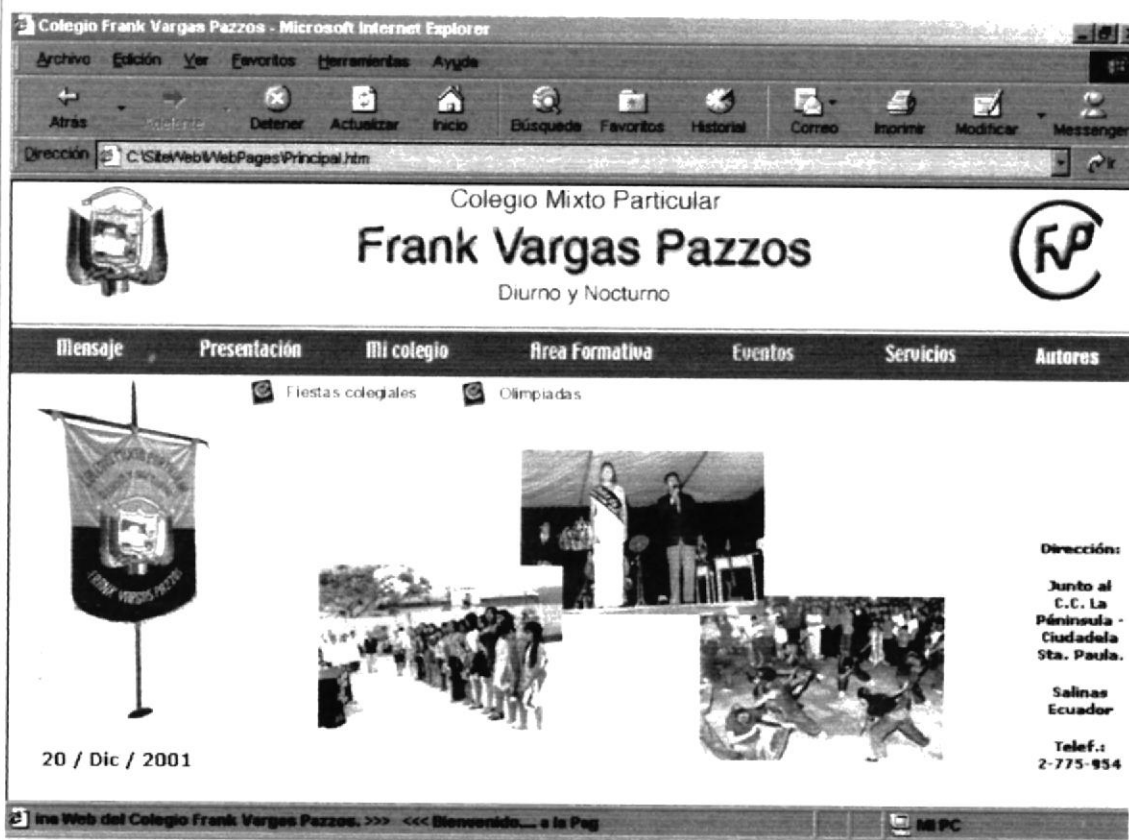 Colegio Frank Vargas Pazzos - Microsoft Internet Explorer
Archivo Edición Ver Favoritos Herramientas Ayuda
Atrás Adelante Detener Actualizar Inicio Búsqueda Favoritos Historial Correo Imprimir Modificar Messenger
Dirección C:\SiteWeb\WebPages\Principal.htm Ir
Colegio Mixto Particular
Frank Vargas Pazzos
Diurno y Nocturno
FVP
Mensaje Presentación Mi colegio Area Formativa Eventos Servicios Autores
Fiestas colegiales Olimpiadas
FRANK VARGAS PAZZOS
Dirección:
Junto al
C.C. La
Península -
Ciudadela
Sta. Paula.
Salinas
Ecuador
Telef.:
2-775-954
20 / Dic / 2001
ina Web del Colegio Frank Vargas Pazzos. >>> <<< Bienvenido.... a la Pag
Mi PC